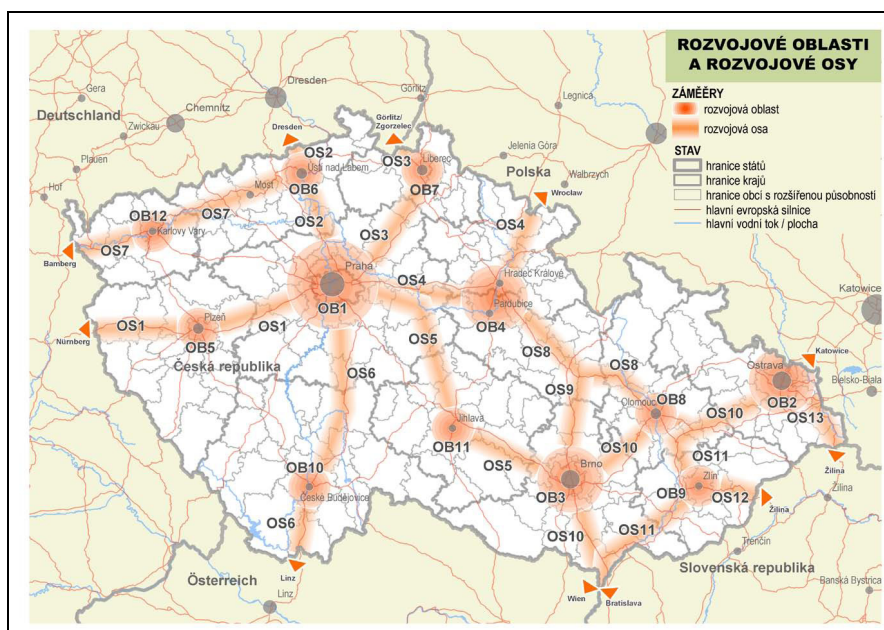 ROZVOJOVÉ OBLASTI
A ROZVOJOVÉ OSY
ZÁMĚĚRY
rozvojová oblast
rozvojová osa
STAV
hranice států
hranice krajů
hranice obcí s rozšířenou působností
hlavní evropská silnice
hlavní vodní tok / plocha
Gera
Dresden
Görlitz
Legnica
Deutschland
Chemnitz
Zwickau
Dresden
Görlitz/
Zgorzelec
Jelenia Góra
Plauen
OS2
OS3
Liberec
Polska
Wałbrzych
Hof
Ústí nad Labem
OB6
OB7
Wrocław
Most
OB12
OS7
OS2
OS3
OS4
Karlovy Vary
OS7
Bamberg
Praha
OS4
Hradec Králové
Katowice
OB1
Pardubice
OS1
Plzeň
OS1
OB4
Nürnberg
OB5
OS5
OS8
OS8
Katowice
Česká republika
OS6
Ostrava
Bielsko-Biała
OS9
OB8
OB2
Olomouc
OS10
OS13
Jihlava
OB11
OS10
OS11
OB10
OS5
Brno
Žilina
České Budějovice
OB3
OB9
Zlín
OS12
Žilina
Žilina
OS6
OS10
OS11
Trenčín
Linz
Slovenská republika
Österreich
Wien
Bratislava
Banská Bystrica
Linz